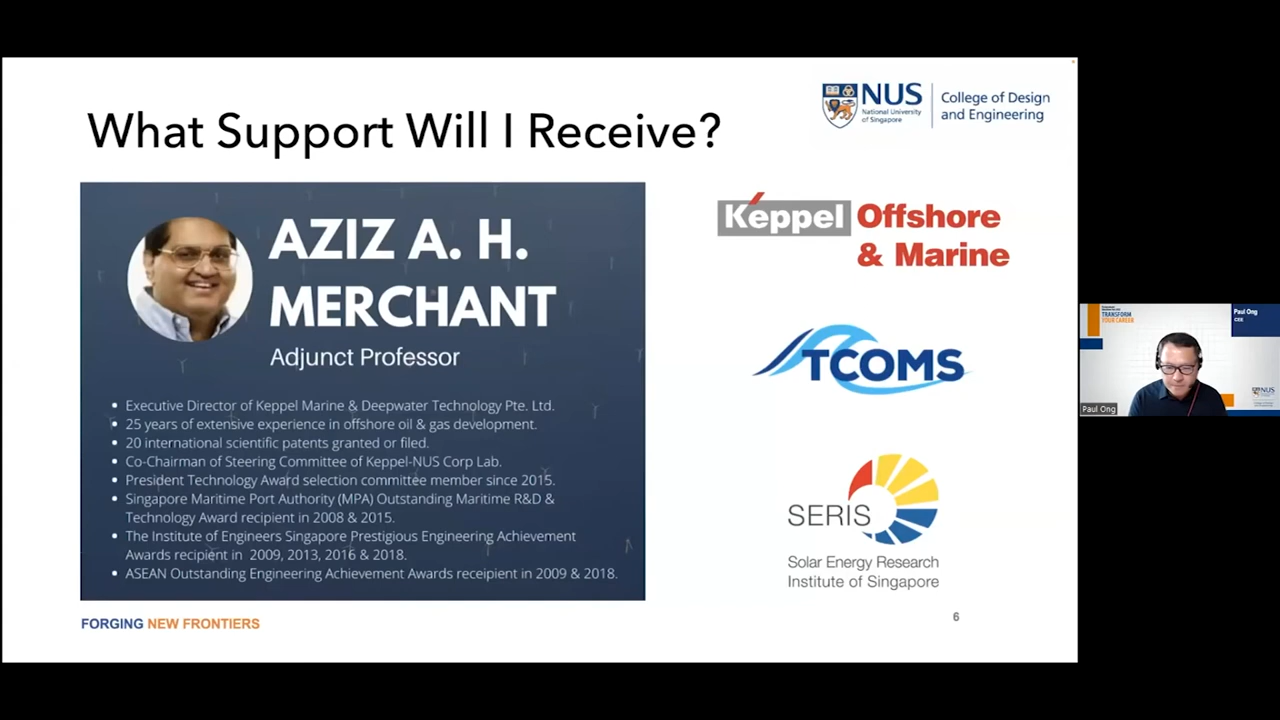 What Support Will I Receive?
NUS
National University
of Singapore
College of Design
and Engineering
AZIZ A. H.
MERCHANT
Adjunct Professor
• Executive Director of Keppel Marine & Deepwater Technology Pte. Ltd.
• 25 years of extensive experience in offshore oil & gas development.
• 20 international scientific patents granted or filed.
• Co-Chairman of Steering Committee of Keppel-NUS Corp Lab.
• President Technology Award selection committee member since 2015.
• Singapore Maritime Port Authority (MPA) Outstanding Maritime R&D &
Technology Award recipient in 2008 & 2015.
• The Institute of Engineers Singapore Prestigious Engineering Achievement
Awards recipient in 2009, 2013, 2016 & 2018.
• ASEAN Outstanding Engineering Achievement Awards receipient in 2009 & 2018.
Keppel Offshore
& Marine
TCOMS
SERIS
Solar Energy Research
Institute of Singapore
FORGING NEW FRONTIERS
6
TRANSFORM
YOUR CAREER
Paul Ong
CEE
NUS
Paul Ong